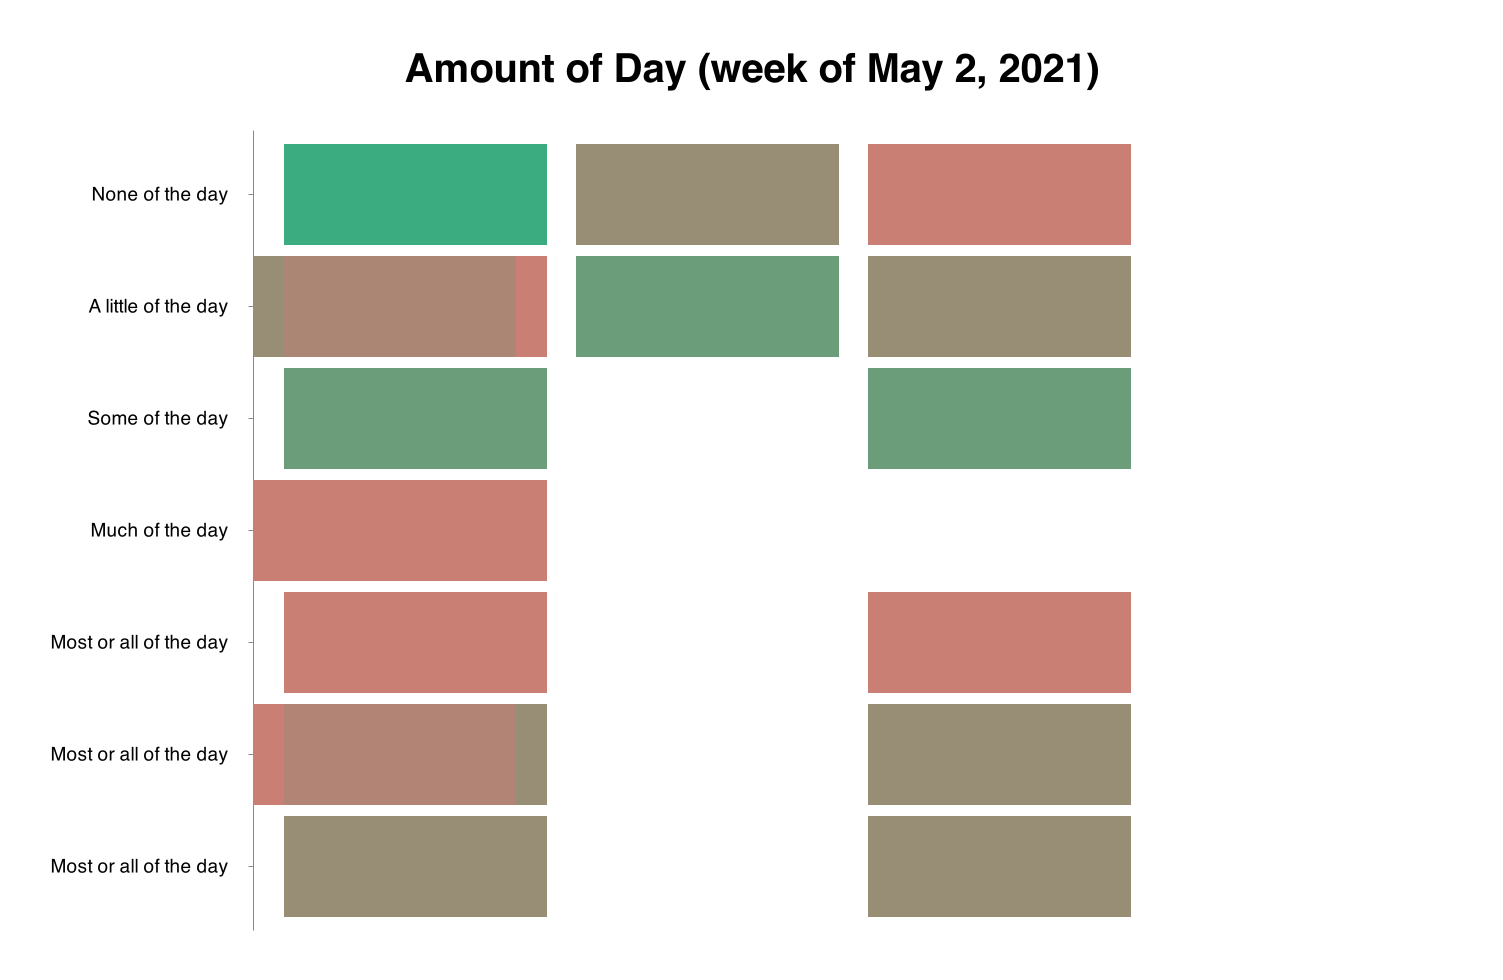 Amount of Day (week of May 2, 2021)
None of the day
A little of the day
Some of the day
Much of the day
Most or all of the day
Most or all of the day
Most or all of the day